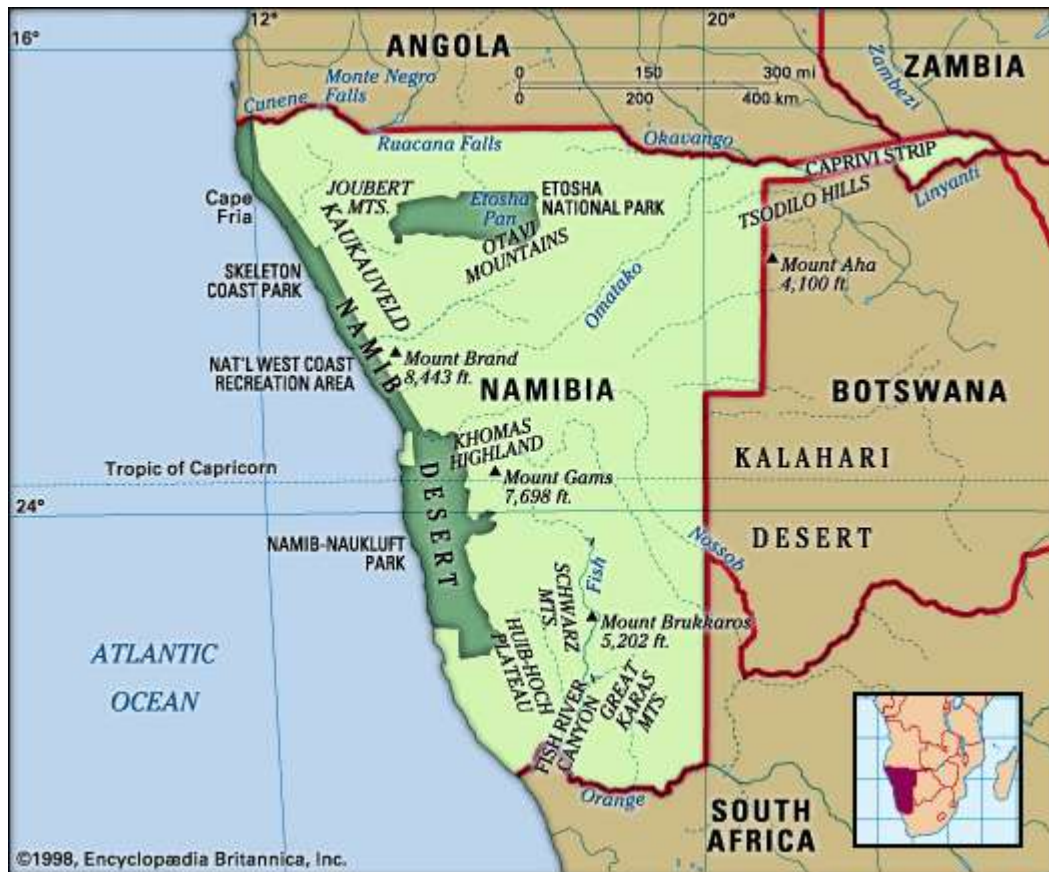 12°
20°
16°
ANGOLA
ZAMBIA
Zambezi
0 150 300 mi
0 200 400 km
Monte Negro
Falls
Cunene
Ruacana Falls
Okavango
CAPRIVI STRIP
Linyanti
TSODILO HILLS
JOUBERT
MTS.
Etosha
Pan
ETOSHA
NATIONAL PARK
OTAVI
MOUNTAINS
Cape
Fria
KAUKAUVELD
SKELETON
COAST PARK
Omatako
Mount Aha
4,100 ft.
NAMIB
DESERT
NAT'L WEST COAST
RECREATION AREA
Mount Brand
8,443 ft.
NAMIBIA
BOTSWANA
KHOMAS
HIGHLAND
KALAHARI
DESERT
Tropic of Capricorn
Mount Gams
7,698 ft.
24°
NAMIB-NAUKLUFT
PARK
Nossob
Fish
SCHWARZ
MTS.
Mount Brukkaros
5,202 ft.
HUIB-HOCH
PLATEAU
ATLANTIC
OCEAN
FISH RIVER
CANYON
GREAT
KARAS
MTS.
Orange
SOUTH
AFRICA
©1998, Encyclopædia Britannica, Inc.